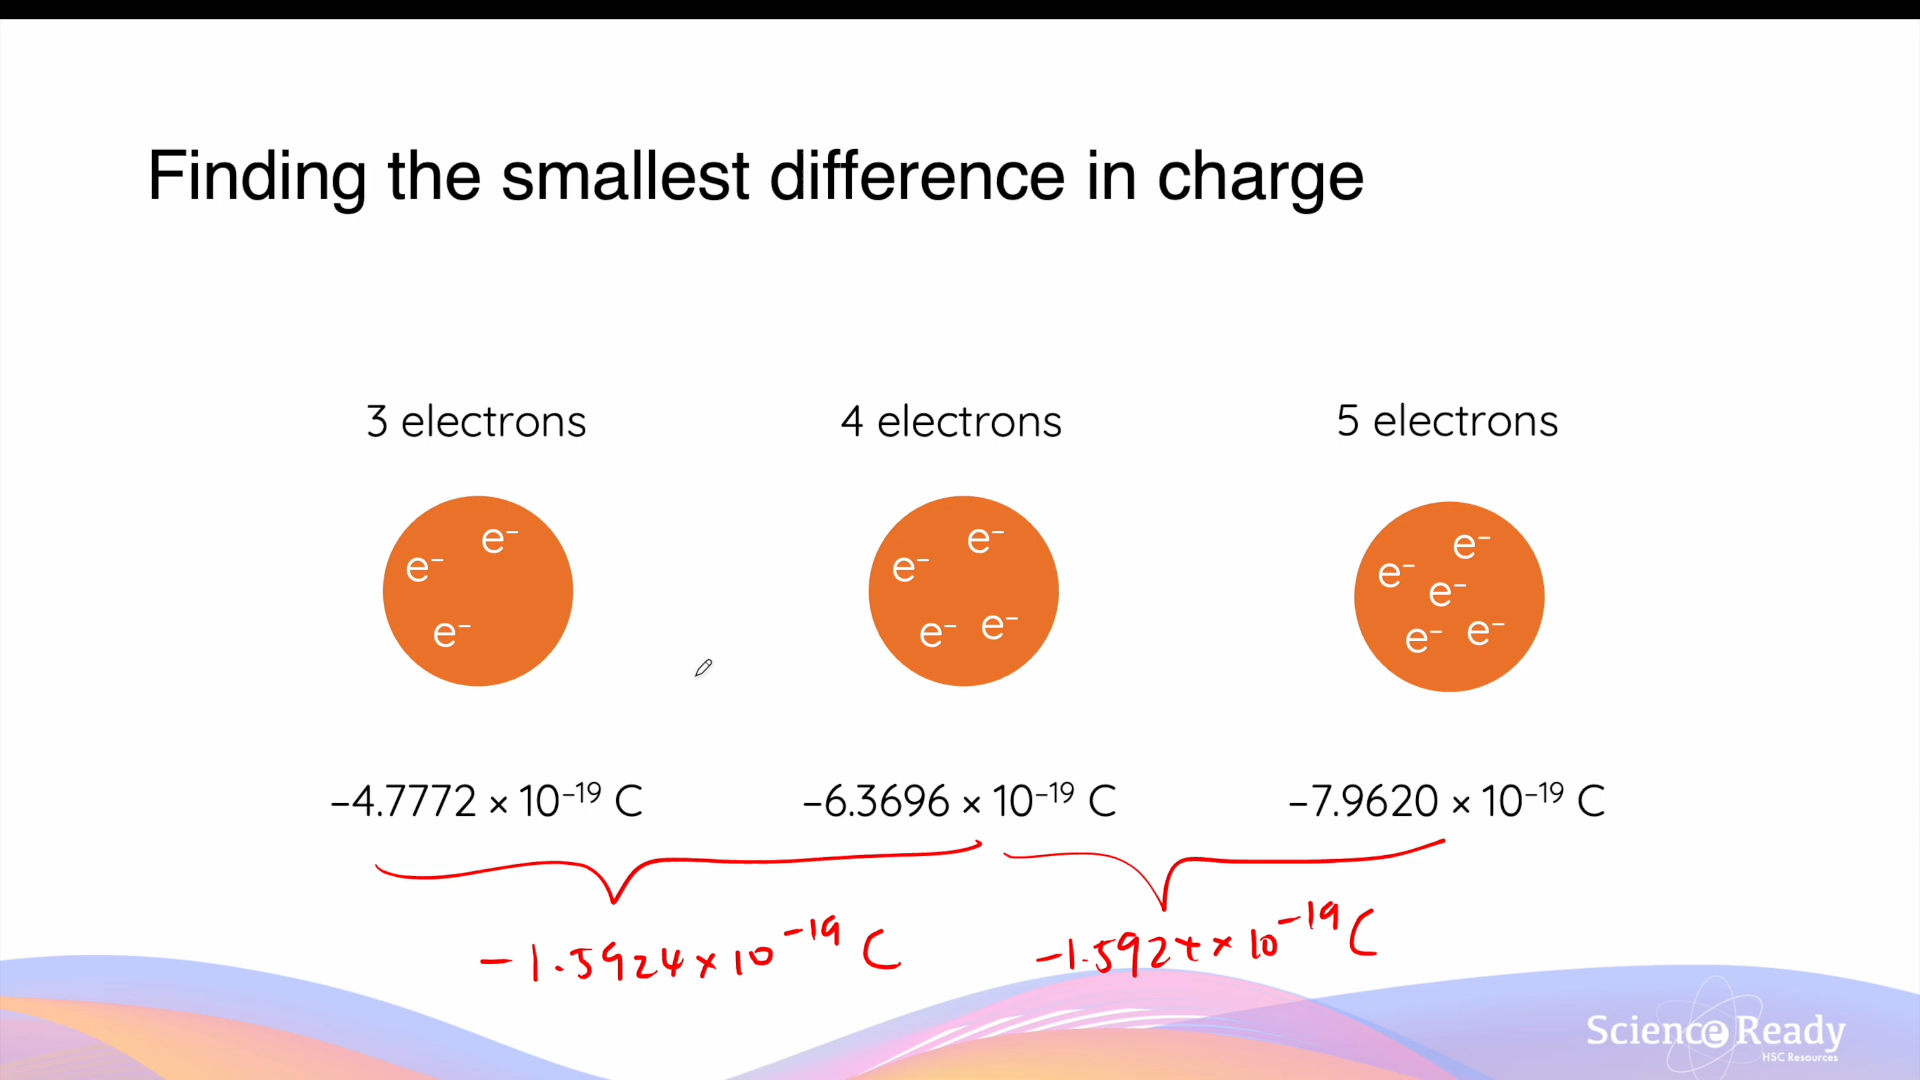 Finding the smallest difference in charge
3 electrons
4 electrons
5 electrons
e⁻
e⁻
e⁻
e⁻
e⁻
e⁻
e⁻
e⁻
e⁻
e⁻
e⁻
e⁻
–4.7772 × 10⁻¹⁹ C
–6.3696 × 10⁻¹⁹ C
–7.9620 × 10⁻¹⁹ C
-1.5924 × 10⁻¹⁹ C
-1.5924 × 10⁻¹⁹ C
Science Ready
HSC Resources